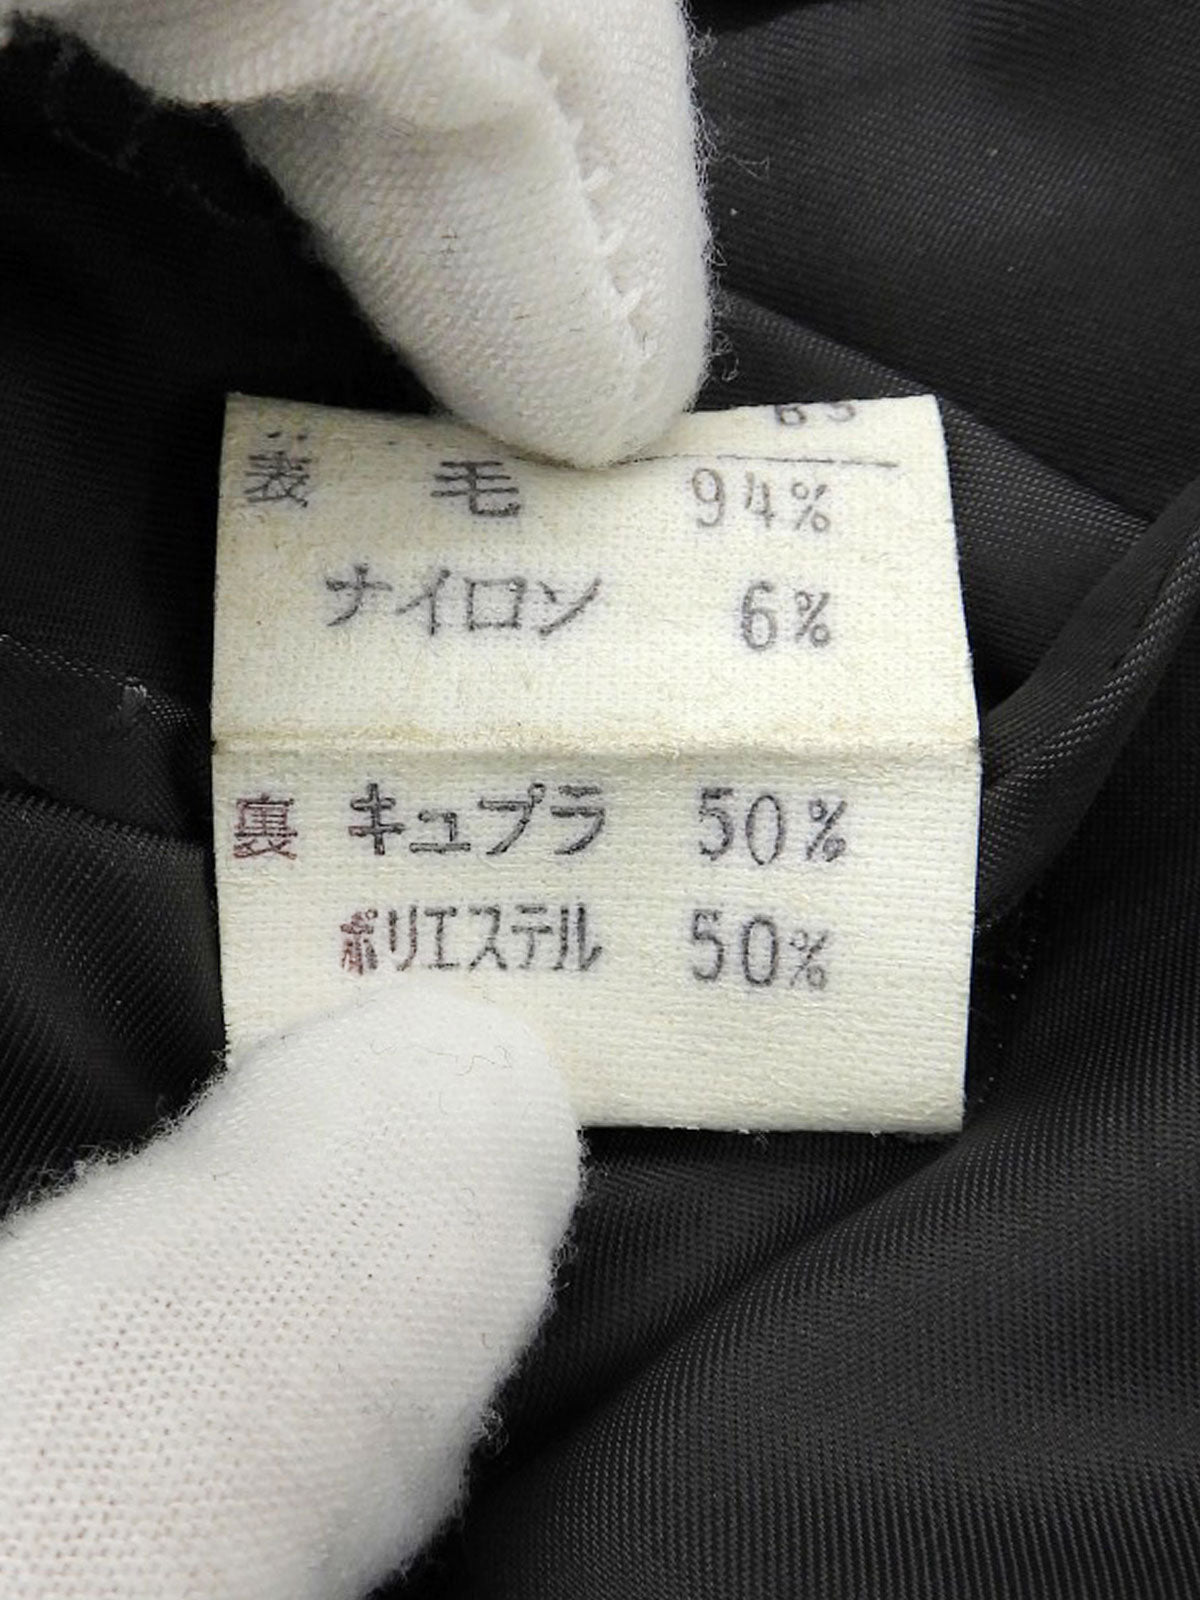 表 毛 94%
ナイロン 6%
裏 キュプラ 50%
ポリエステル 50%